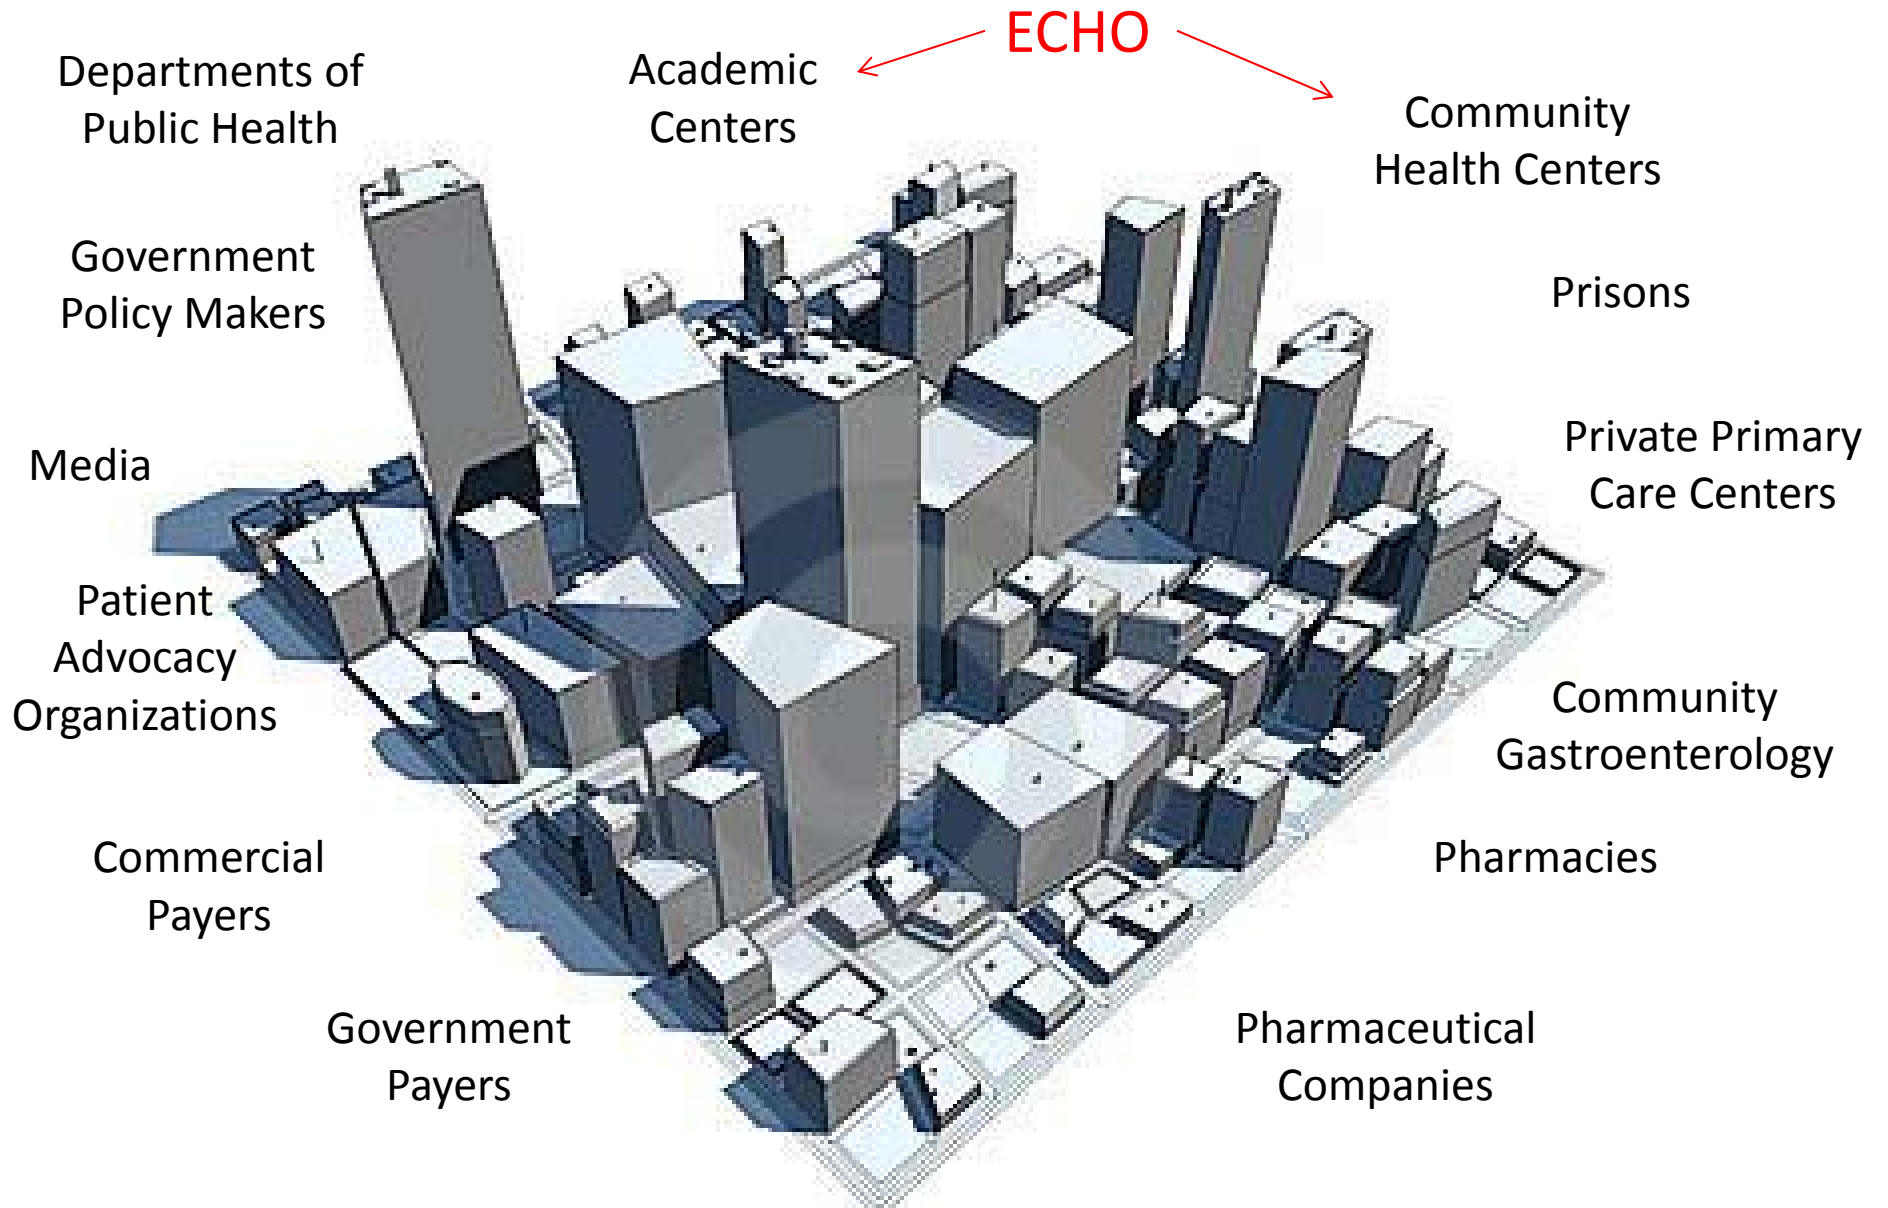 ECHO
Departments of
Public Health
Academic
Centers
Community
Health Centers
Government
Policy Makers
Prisons
Media
Private Primary
Care Centers
Patient
Advocacy
Organizations
Community
Gastroenterology
Commercial
Payers
Pharmacies
Government
Payers
Pharmaceutical
Companies